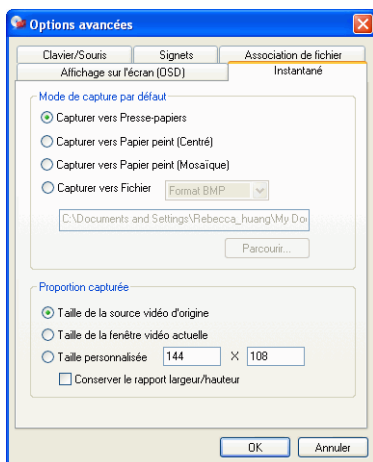 Options avancées
Clavier/Souris Signets Association de fichier
Affichage sur l'écran (OSD) Instantané
Mode de capture par défaut
Capturer vers Presse-papiers
Capturer vers Papier peint (Centré)
Capturer vers Papier peint (Mosaïque)
Capturer vers Fichier Format BMP
C:\Documents and Settings\Rebecca_huang\My Do
Parcourir...
Proportion capturée
Taille de la source vidéo d'origine
Taille de la fenêtre vidéo actuelle
Taille personnalisée 144 X 108
Conserver le rapport largeur/hauteur
OK Annuler